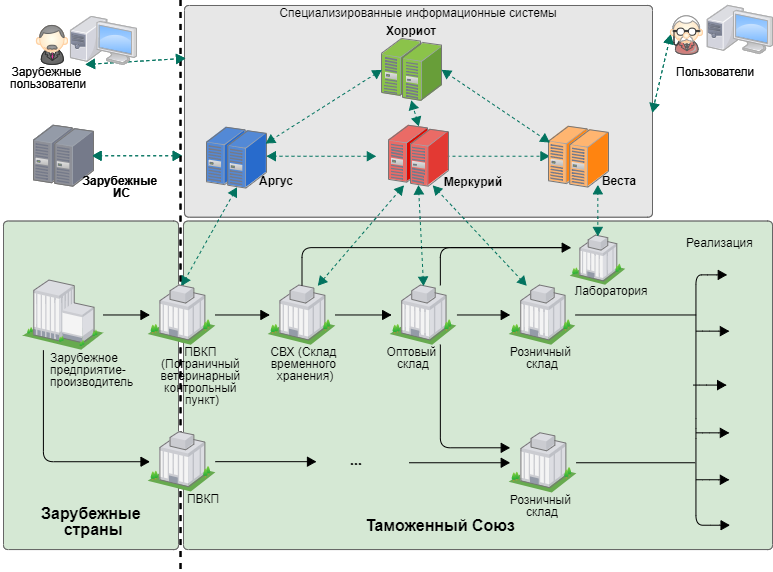 Специализированные информационные системы
Хорриот
Зарубежные
пользователи
Пользователи
Зарубежные
ИС
Аргус
Меркурий
Веста
Реализация
Лаборатория
Зарубежное
предприятие-
производитель
ПВКП
(Пограничный
ветеринарный
контрольный
пункт)
СВХ (Склад
временного
хранения)
Оптовый
склад
Розничный
склад
...
ПВКП
Розничный
склад
Зарубежные
страны
Таможенный Союз